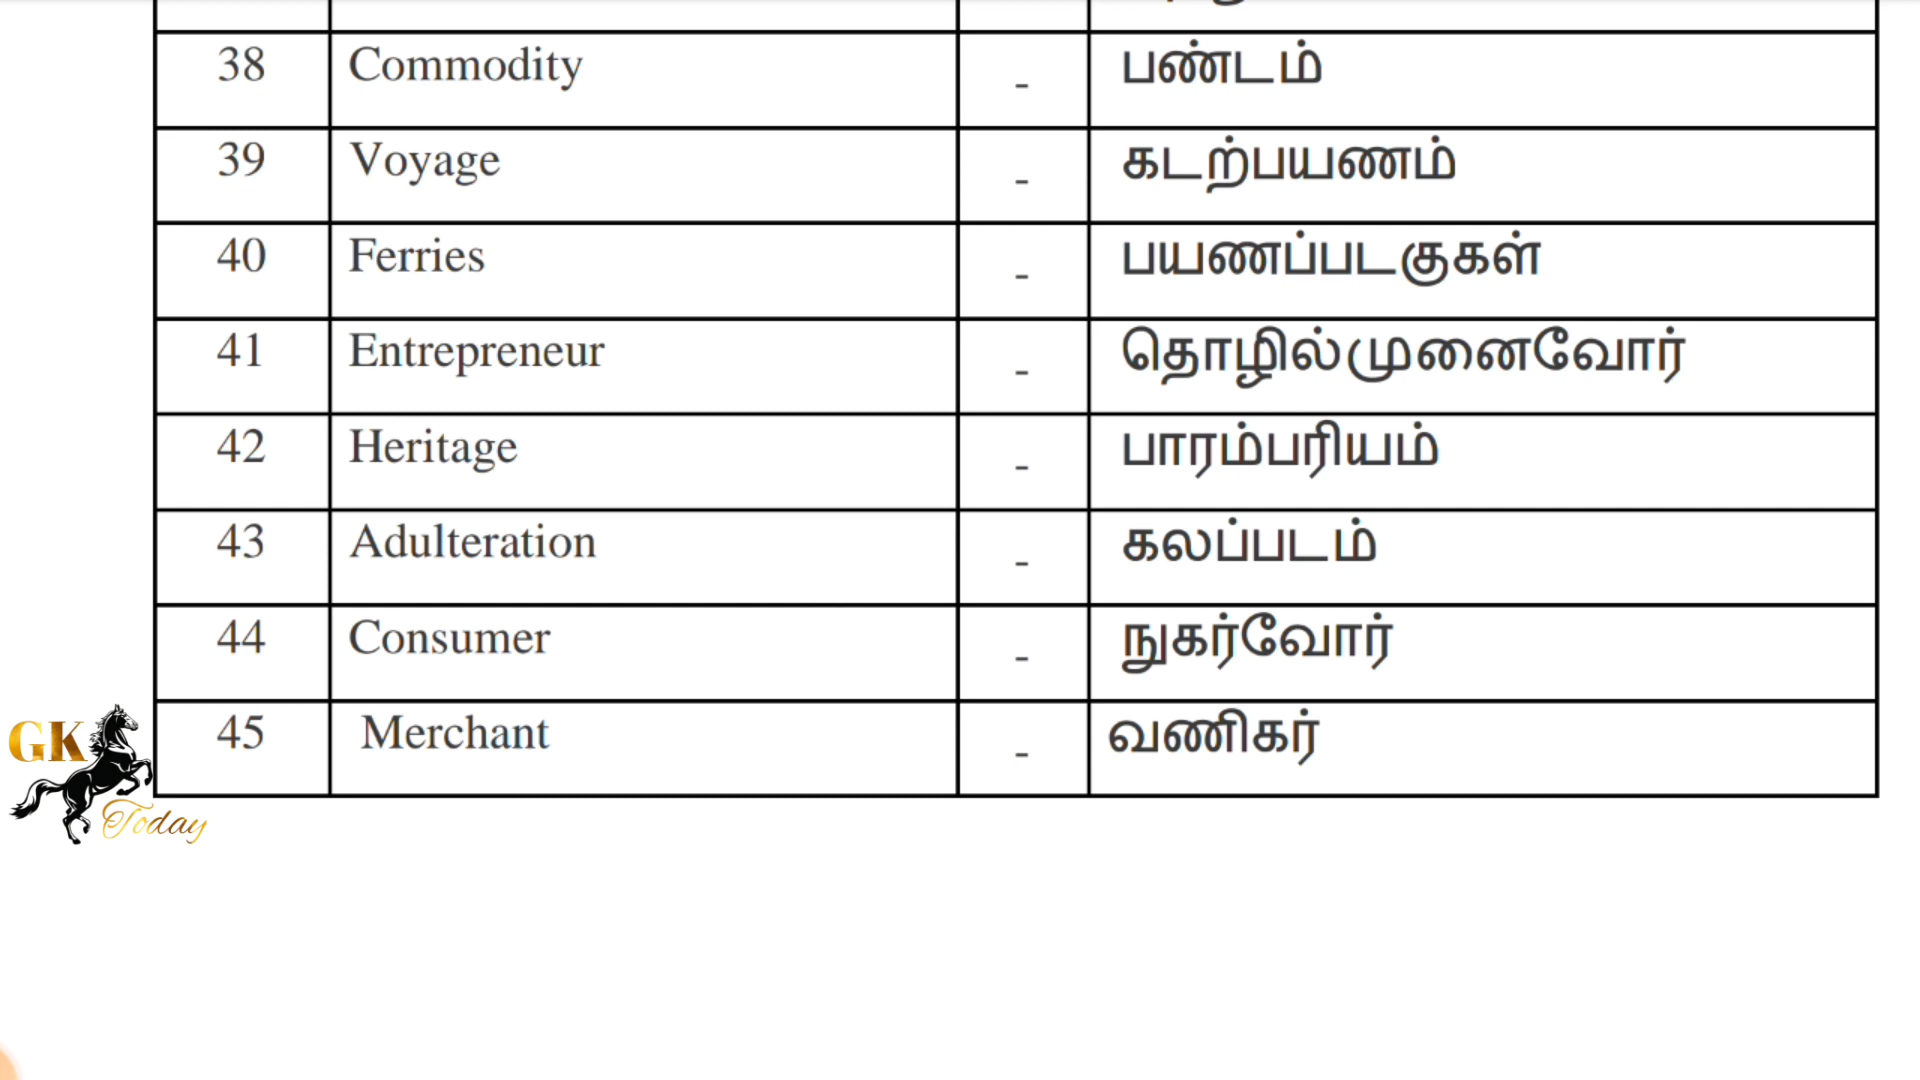 38 Commodity - பண்டம்
39 Voyage - கடற்பயணம்
40 Ferries - பயணப்படகுகள்
41 Entrepreneur - தொழில்முனைவோர்
42 Heritage - பாரம்பரியம்
43 Adulteration - கலப்படம்
44 Consumer - நுகர்வோர்
45 Merchant - வணிகர்
GK
Today